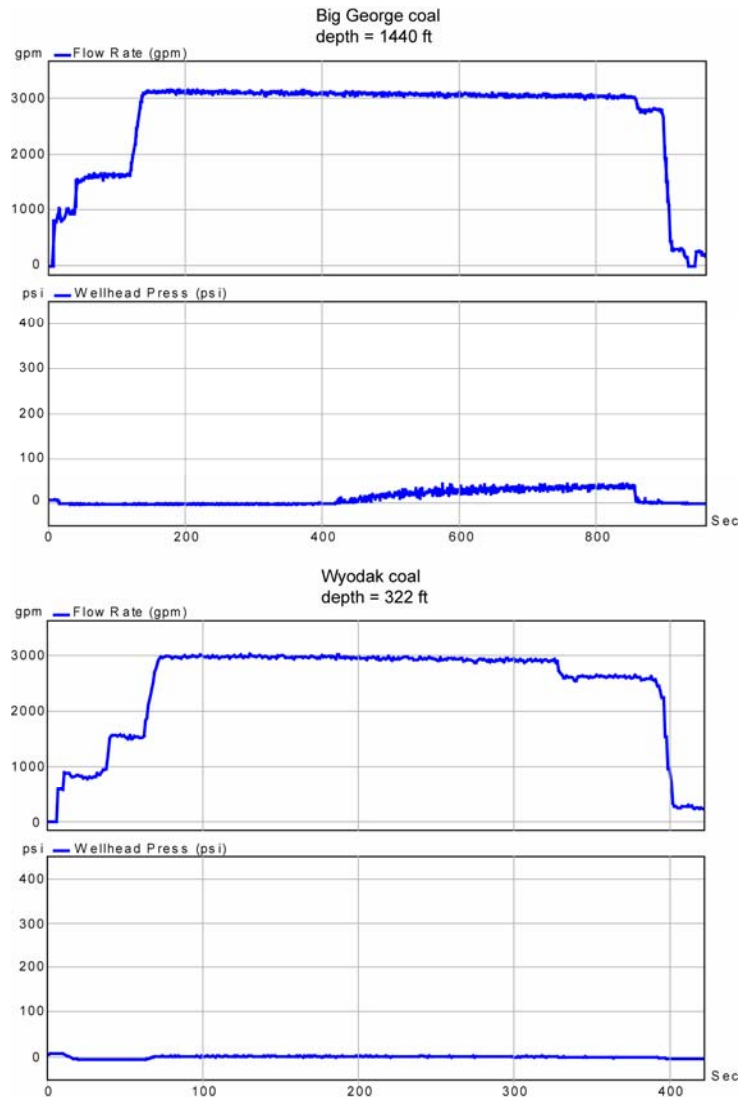 Big George coal
depth = 1440 ft
gpm Flow Rate (gpm)
3000
2000
1000
0
psi Wellhead Press (psi)
400
300
200
100
0
Sec
0 200 400 600 800
Wyodak coal
depth = 322 ft
gpm Flow Rate (gpm)
3000
2000
1000
0
psi Wellhead Press (psi)
400
300
200
100
0
Sec
0 100 200 300 400